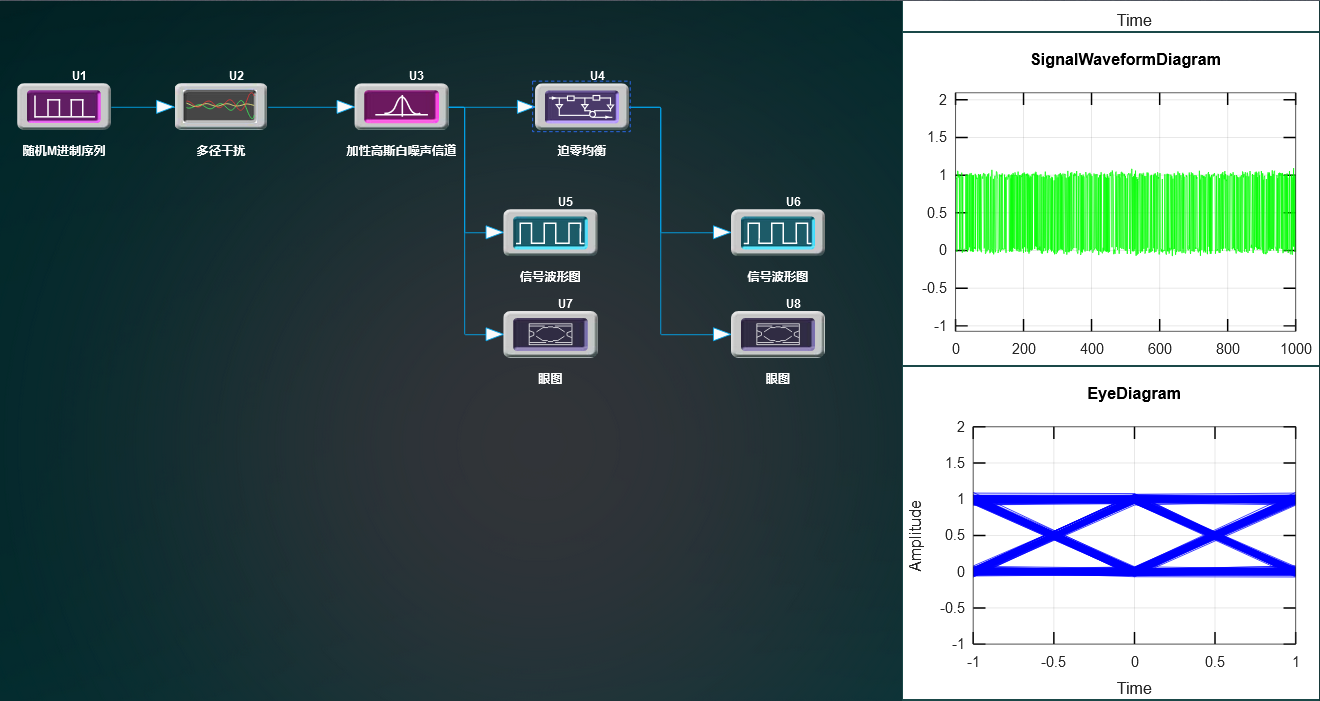 U1
U2
U3
U4
随机M进制序列
多径干扰
加性高斯白噪声信道
迫零均衡
U5
U6
信号波形图
信号波形图
U7
U8
眼图
眼图
Time
SignalWaveformDiagram
2
1.5
1
0.5
0
-0.5
-1
0 200 400 600 800 1000
EyeDiagram
2
1.5
1
0.5
0
-0.5
-1
Amplitude
-1 -0.5 0 0.5 1
Time